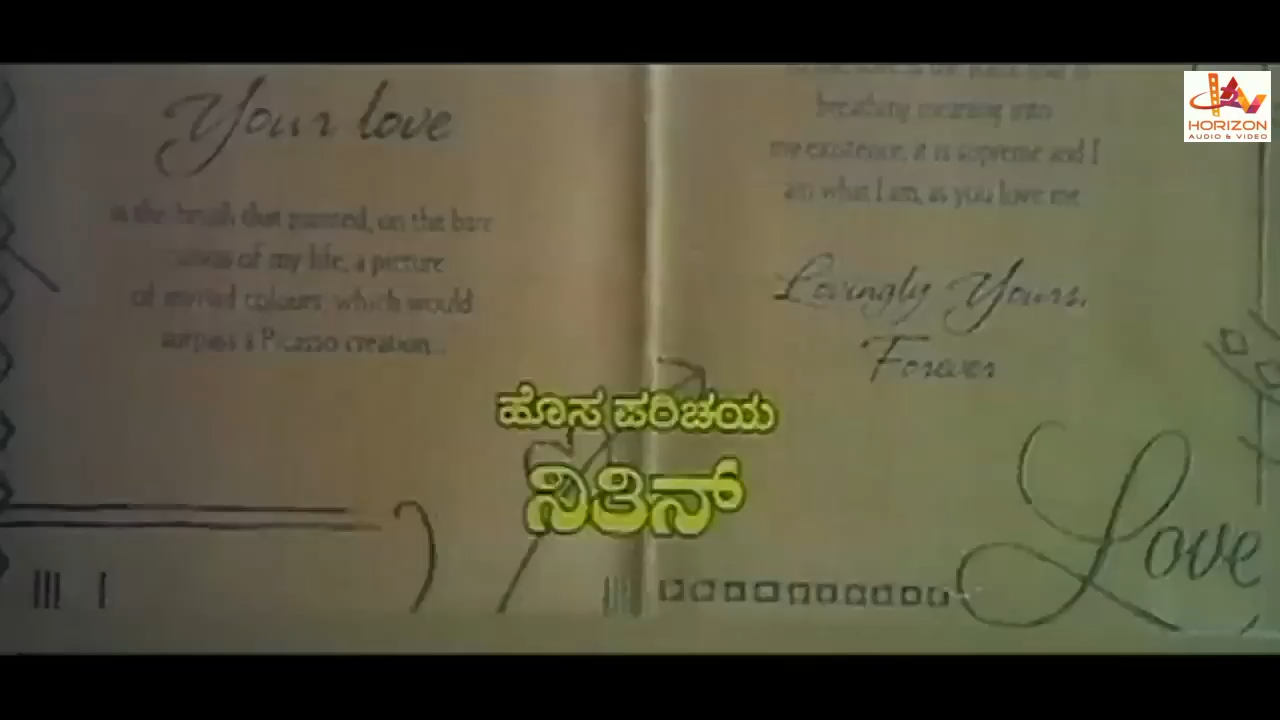 Your love
is the brush that painted, on the bare
canvas of my life, a picture
of myriad colours, which would
surpass a Picasso creation...
breathing meaning into
my existence, it is supreme and I
am what I am, as you love me
Lovingly Yours,
Forever
ಹೊಸ ಪರಿಚಯ
ನಿತಿನ್
Love
HORIZON
AUDIO & VIDEO